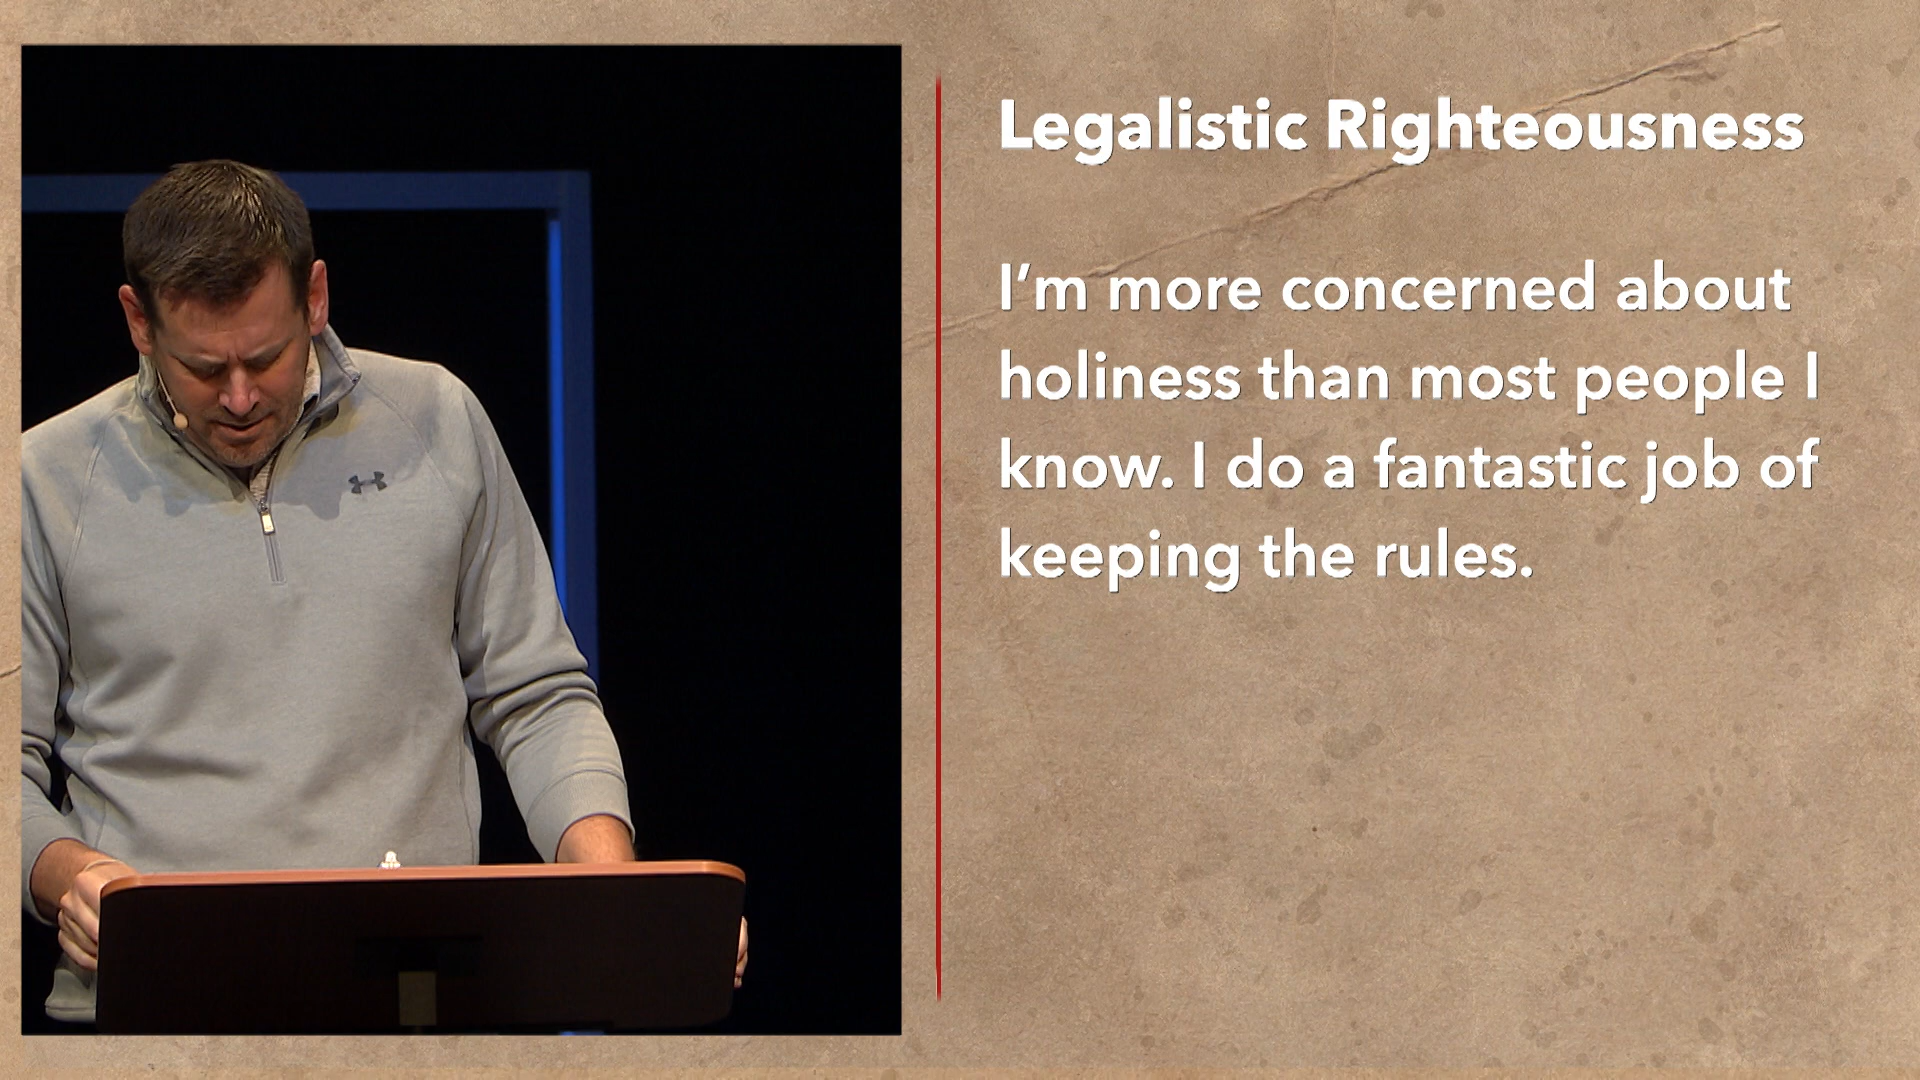 Legalistic Righteousness
I’m more concerned about
holiness than most people I
know. I do a fantastic job of
keeping the rules.